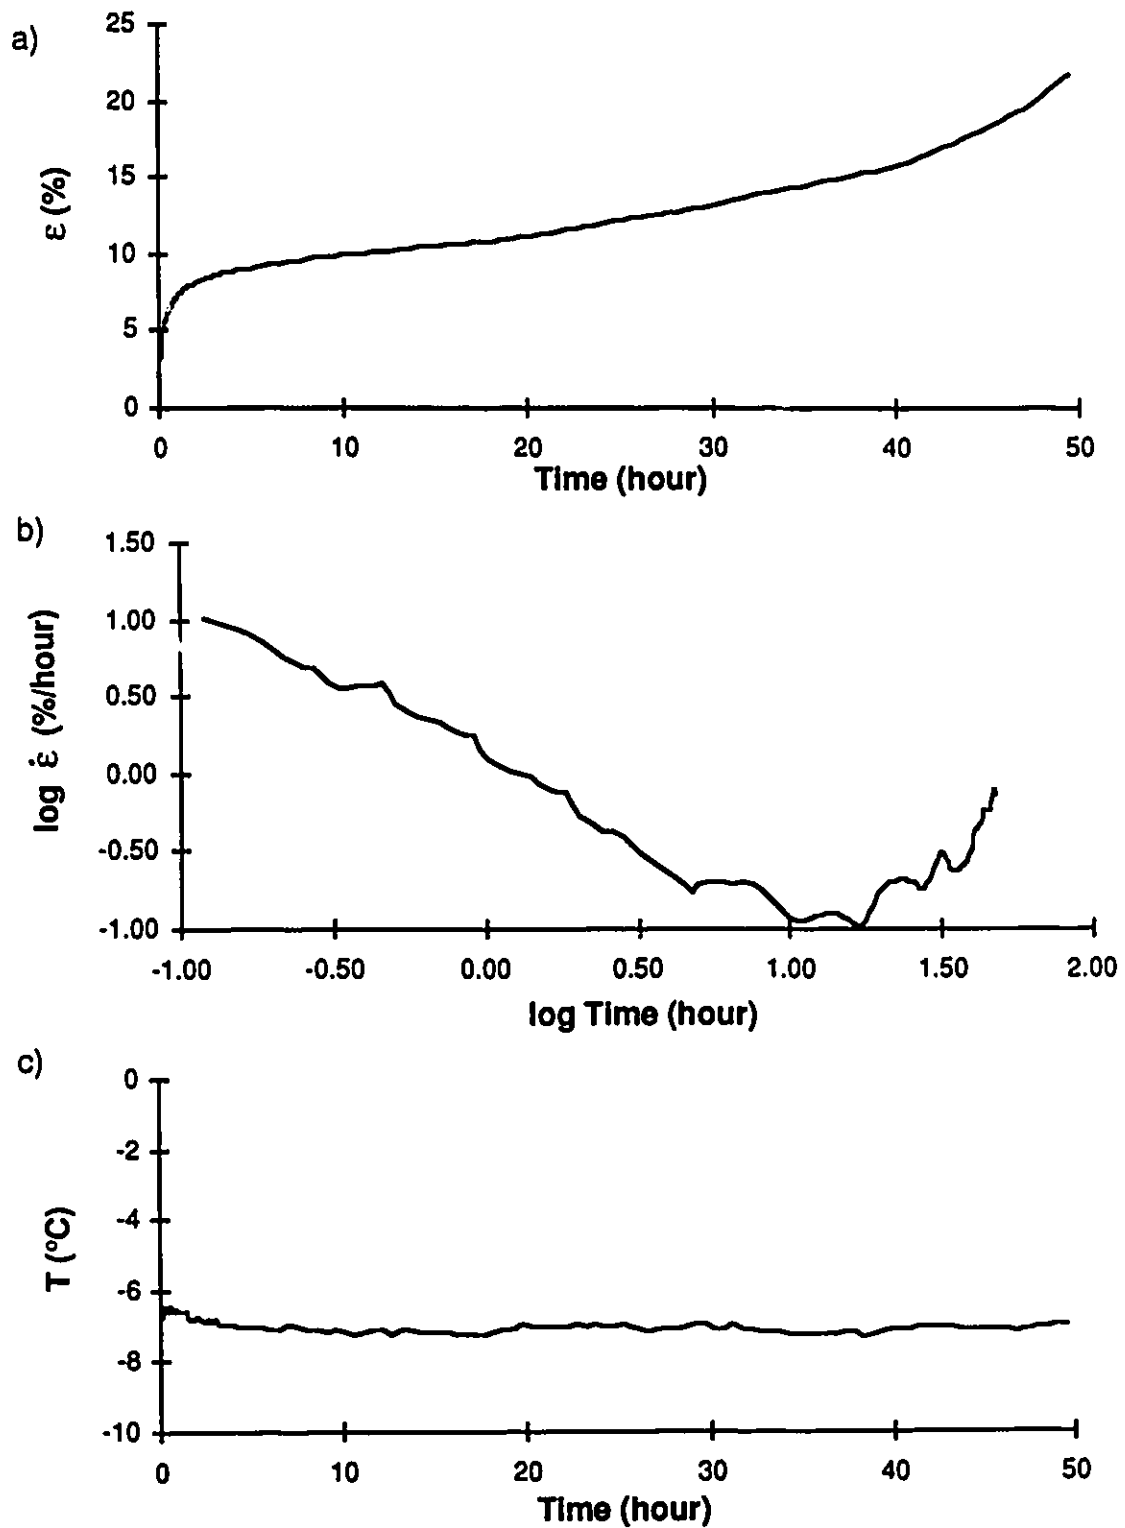 a)
25
20
15
10
5
0
ε (%)
0 10 20 30 40 50
Time (hour)
b)
1.50
1.00
0.50
0.00
-0.50
-1.00
log ε̇ (%/hour)
-1.00 -0.50 0.00 0.50 1.00 1.50 2.00
log Time (hour)
c)
0
-2
-4
-6
-8
-10
T (°C)
0 10 20 30 40 50
Time (hour)